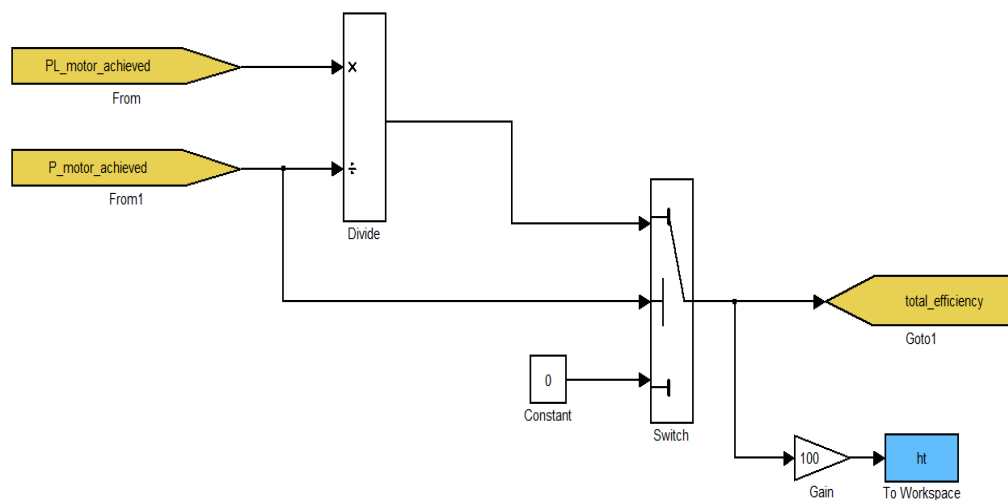 PL_motor_achieved
From
×
P_motor_achieved
From1
÷
Divide
0
Constant
Switch
total_efficiency
Goto1
100
Gain
ht
To Workspace